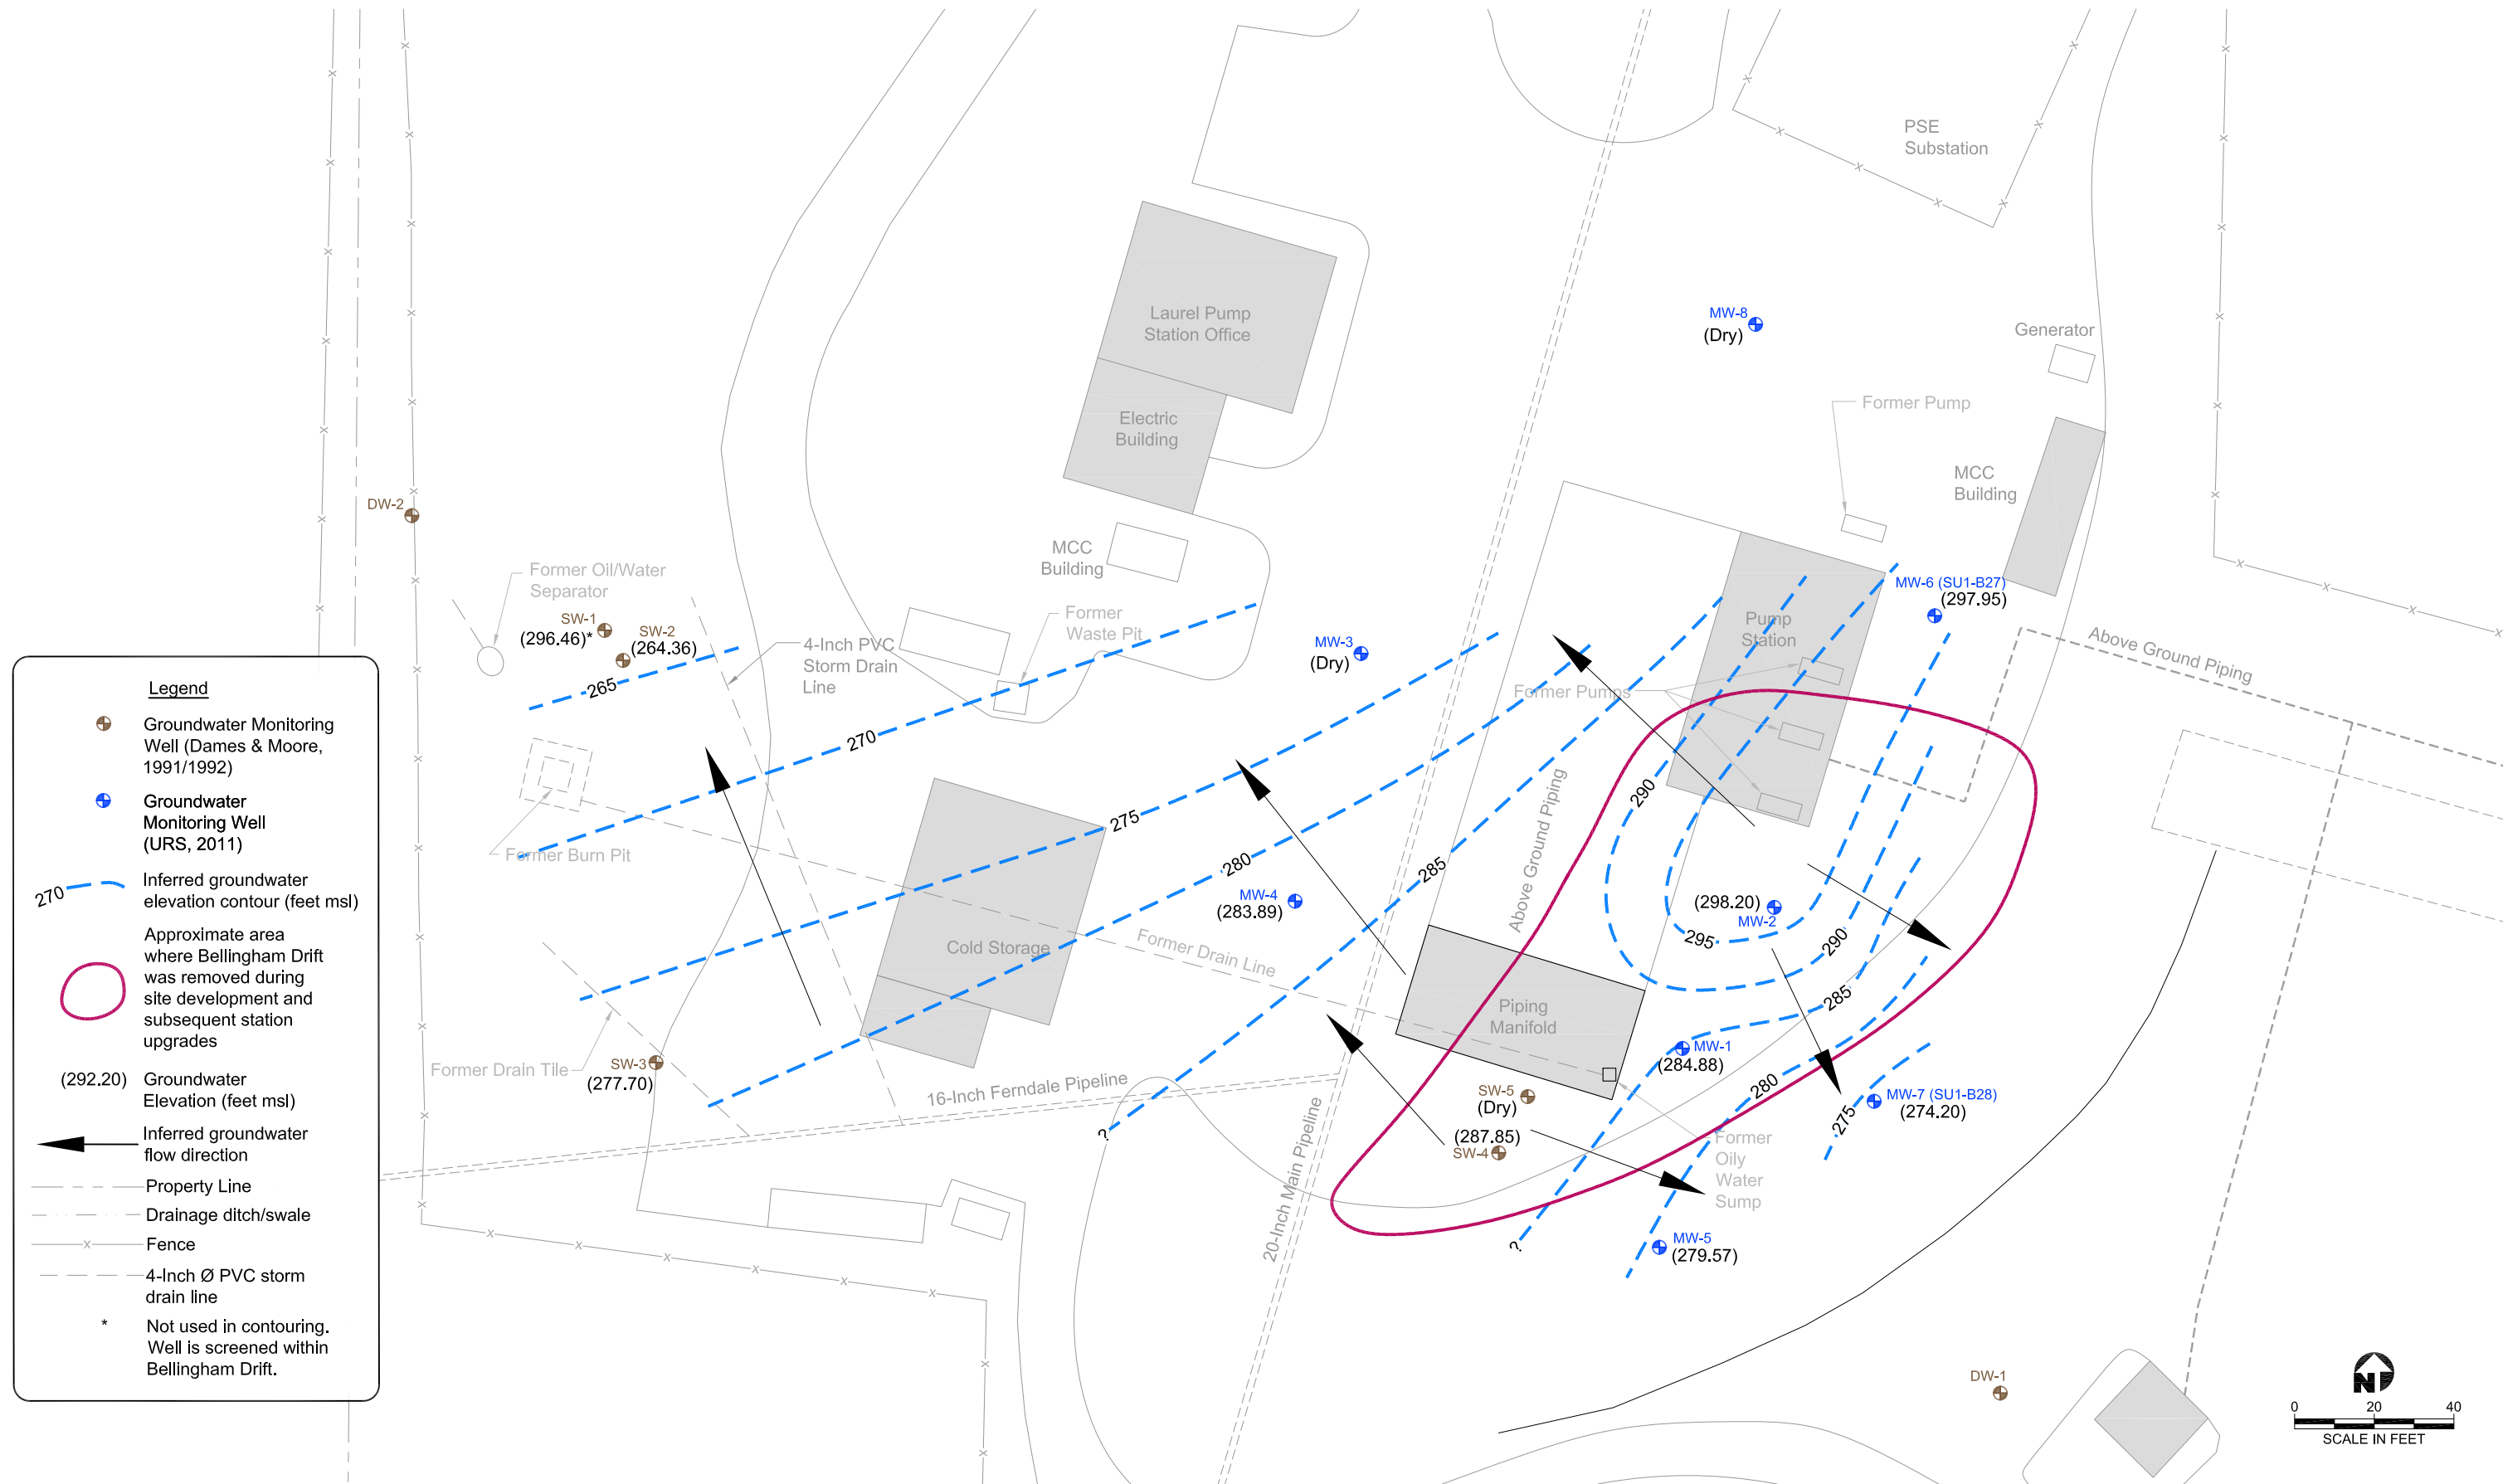 PSE
Substation
Laurel Pump
Station Office
MW-8
(Dry)
Generator
Former Pump
Electric
Building
MCC
Building
DW-2
MCC
Building
Former Oil/Water
Separator
SW-1
(296.46)*
SW-2
(264.36)
265
4-Inch PVC
Storm Drain
Line
Former
Waste Pit
MW-3
(Dry)
Pump
Station
MW-6 (SU1-B27)
(297.95)
Above Ground Piping
Former Pumps
270
275
280
285
290
Above Ground Piping
Former Burn Pit
MW-4
(283.89)
(298.20)
MW-2
295
290
285
Cold Storage
Former Drain Line
Piping
Manifold
MW-1
(284.88)
280
MW-7 (SU1-B28)
(274.20)
275
SW-3
(277.70)
Former Drain Tile
16-Inch Ferndale Pipeline
SW-5
(Dry)
(287.85)
SW-4
Former
Oily
Water
Sump
?
?
20-Inch Main Pipeline
MW-5
(279.57)
DW-1
N
0 20 40
SCALE IN FEET
Legend
Groundwater Monitoring
Well (Dames & Moore,
1991/1992)
Groundwater
Monitoring Well
(URS, 2011)
270
Inferred groundwater
elevation contour (feet msl)
Approximate area
where Bellingham Drift
was removed during
site development and
subsequent station
upgrades
(292.20) Groundwater
Elevation (feet msl)
Inferred groundwater
flow direction
Property Line
Drainage ditch/swale
Fence
4-Inch Ø PVC storm
drain line
* Not used in contouring.
Well is screened within
Bellingham Drift.